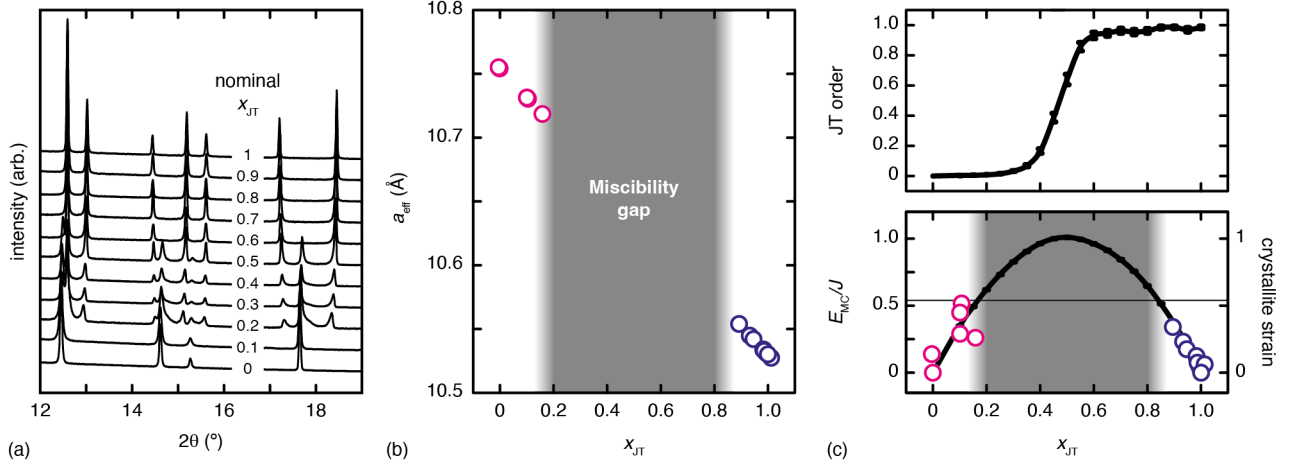 intensity (arb.)
nominal
xJT
1
0.9
0.8
0.7
0.6
0.5
0.4
0.3
0.2
0.1
0
12
14
16
18
2θ (°)
(a)
10.8
10.7
10.6
10.5
aeff (Å)
Miscibility
gap
0
0.2
0.4
0.6
0.8
1.0
xJT
(b)
JT order
1.0
0.8
0.6
0.4
0.2
0
EMC/J
1.0
0.5
0
1
0
crystallite strain
0
0.2
0.4
0.6
0.8
1.0
xJT
(c)